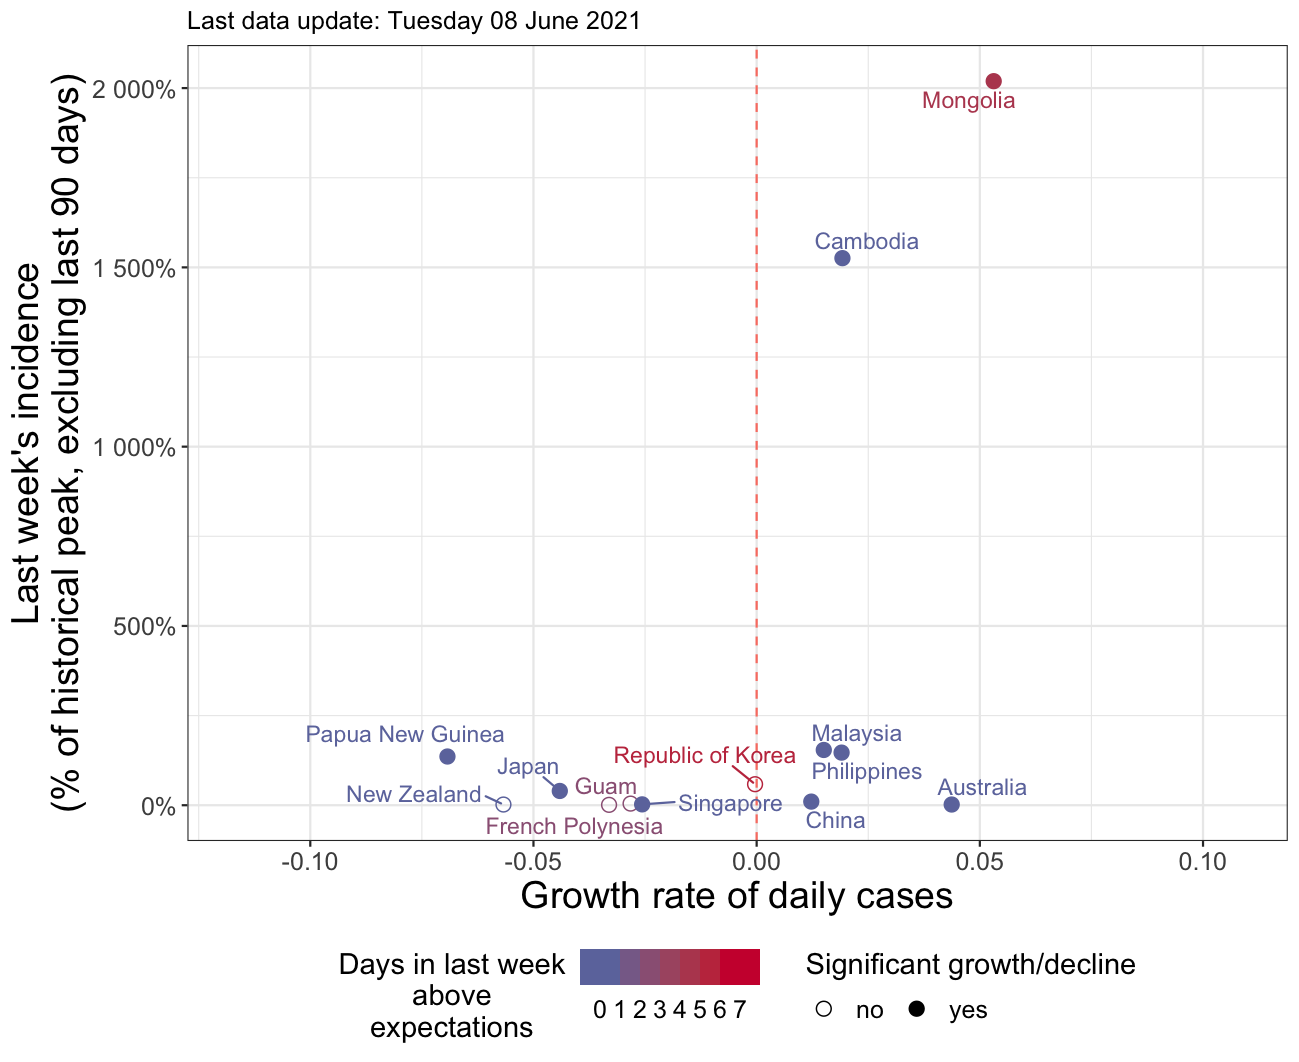 Last data update: Tuesday 08 June 2021
Last week's incidence
(% of historical peak, excluding last 90 days)
2 000%
1 500%
1 000%
500%
0%
Mongolia
Cambodia
Papua New Guinea
Malaysia
Republic of Korea
Japan
Philippines
Guam
New Zealand
Australia
Singapore
China
French Polynesia
-0.10 -0.05 0.00 0.05 0.10
Growth rate of daily cases
Days in last week
above
expectations
0 1 2 3 4 5 6 7
Significant growth/decline
no yes